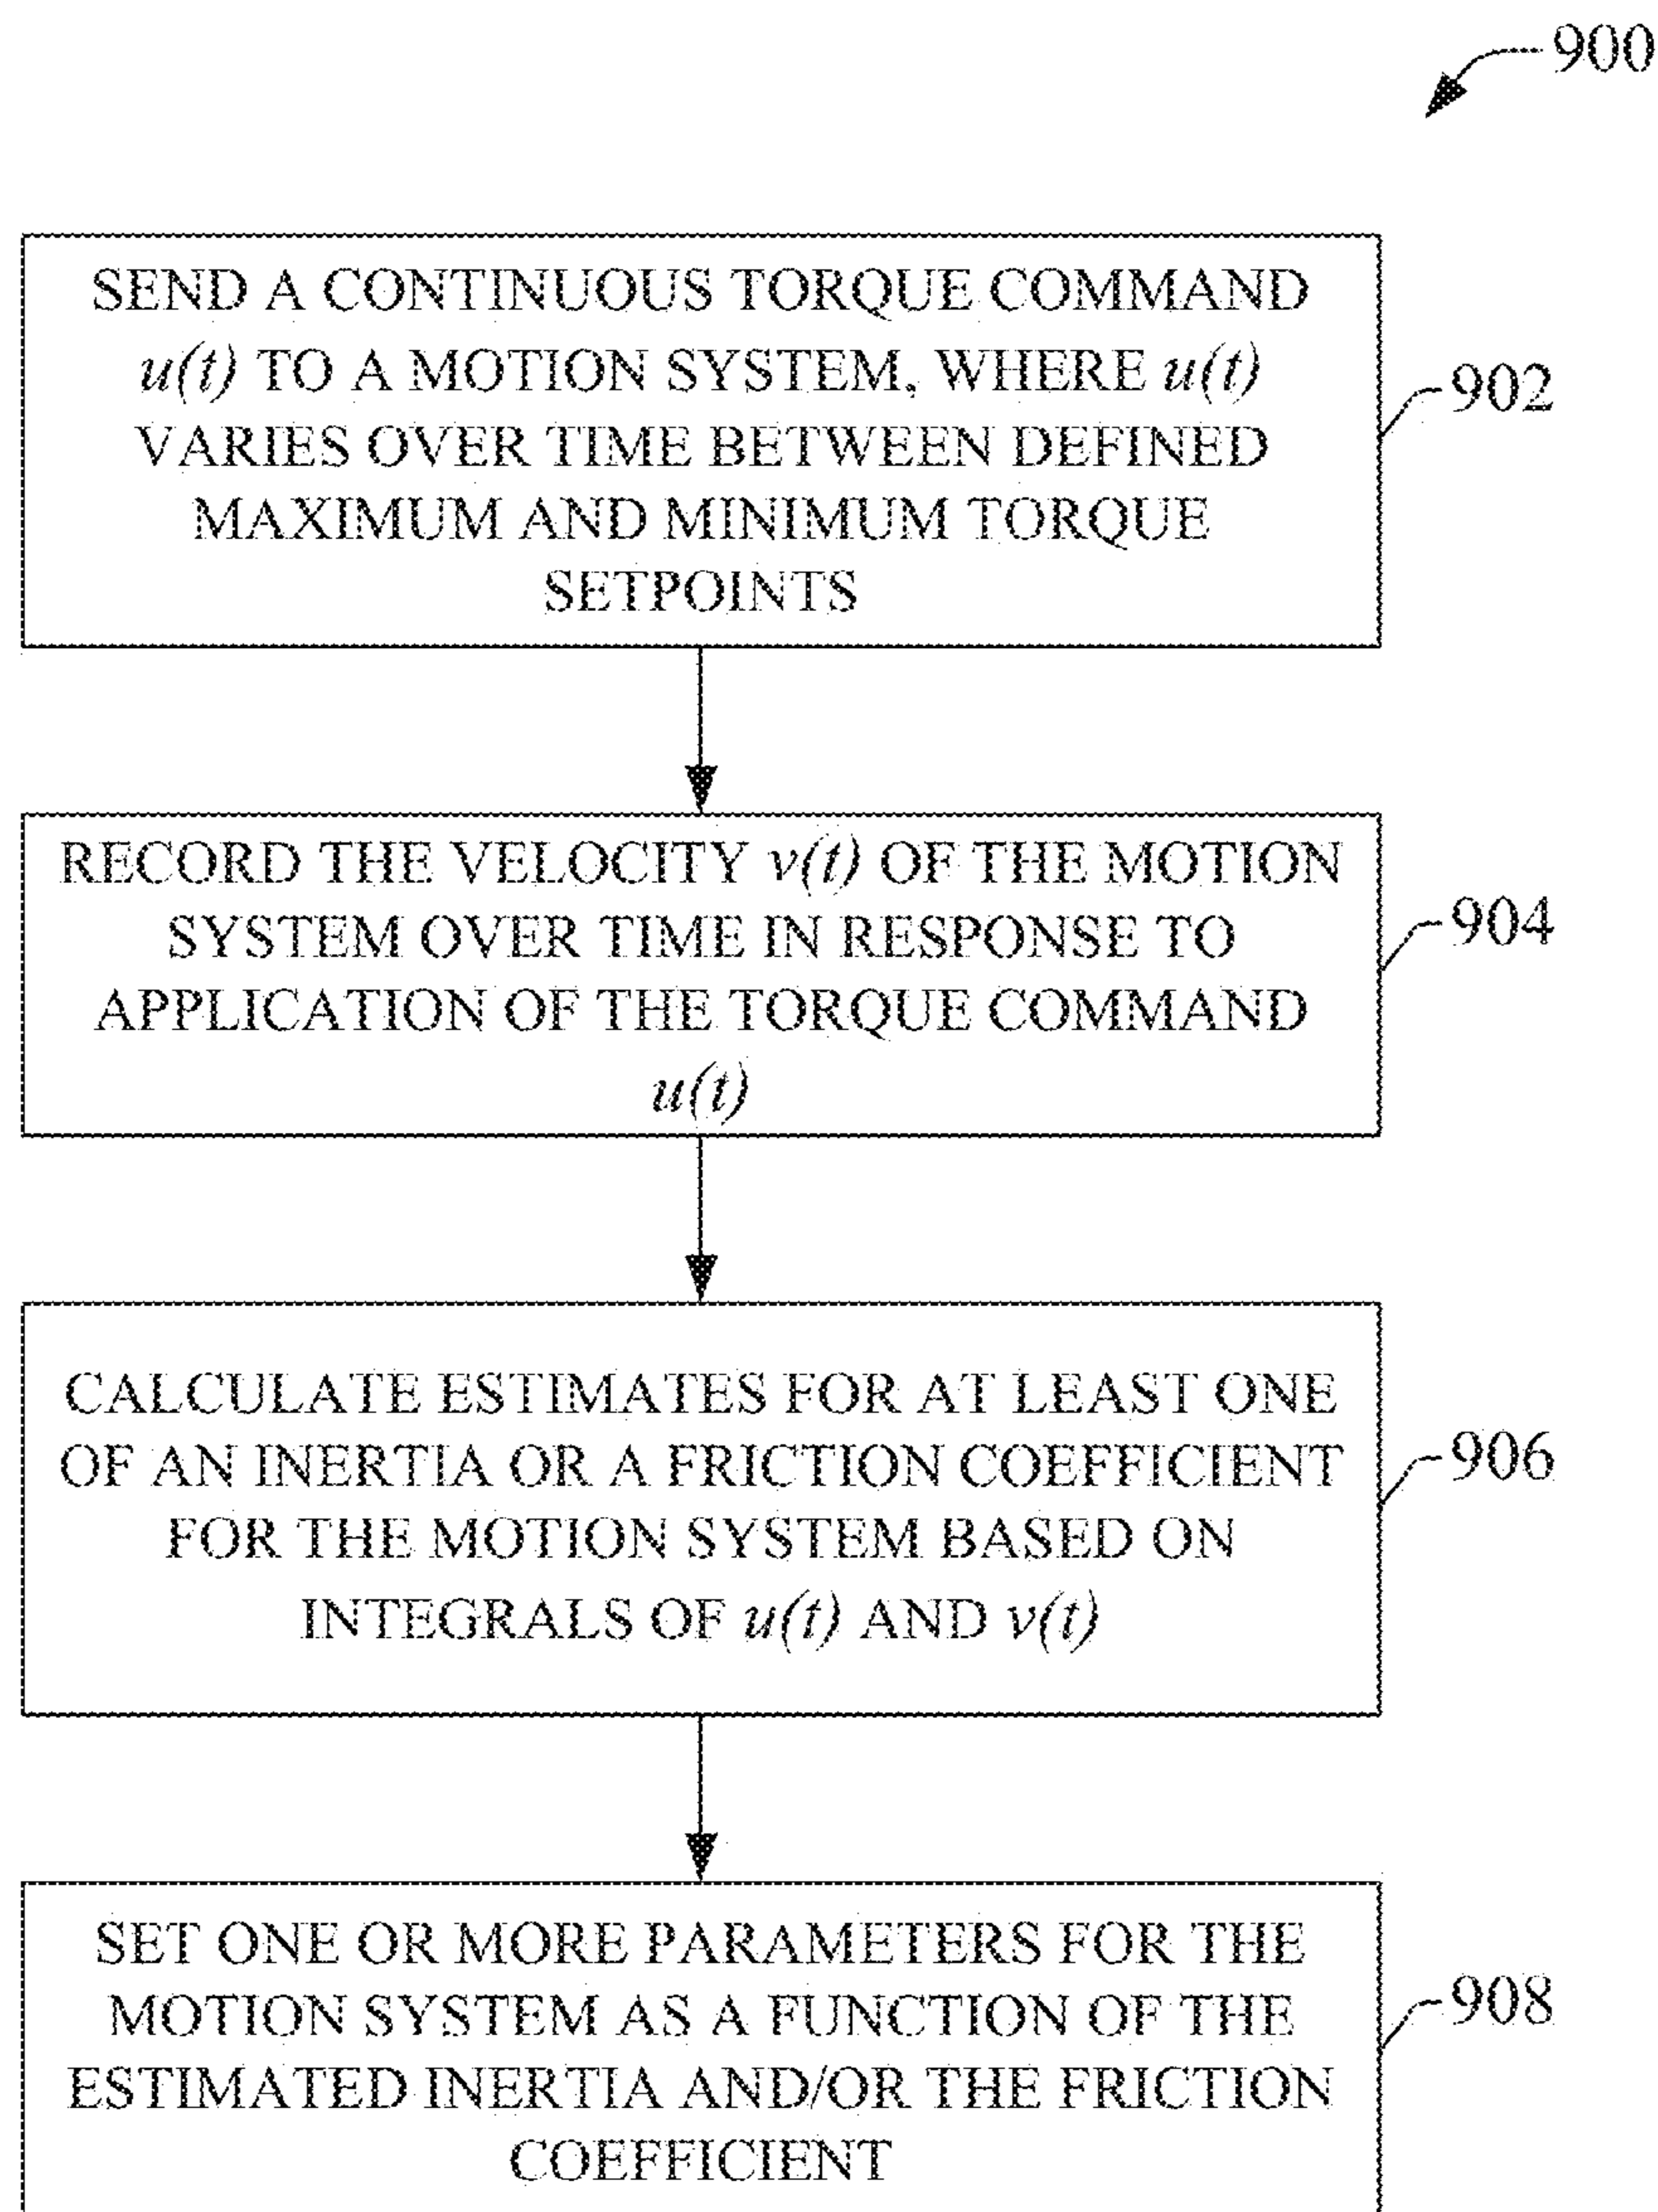 900
SEND A CONTINUOUS TORQUE COMMAND
u(t) TO A MOTION SYSTEM, WHERE u(t)
VARIES OVER TIME BETWEEN DEFINED
MAXIMUM AND MINIMUM TORQUE
SETPOINTS
902
RECORD THE VELOCITY v(t) OF THE MOTION
SYSTEM OVER TIME IN RESPONSE TO
APPLICATION OF THE TORQUE COMMAND
u(t)
904
CALCULATE ESTIMATES FOR AT LEAST ONE
OF AN INERTIA OR A FRICTION COEFFICIENT
FOR THE MOTION SYSTEM BASED ON
INTEGRALS OF u(t) AND v(t)
906
SET ONE OR MORE PARAMETERS FOR THE
MOTION SYSTEM AS A FUNCTION OF THE
ESTIMATED INERTIA AND/OR THE FRICTION
COEFFICIENT
908